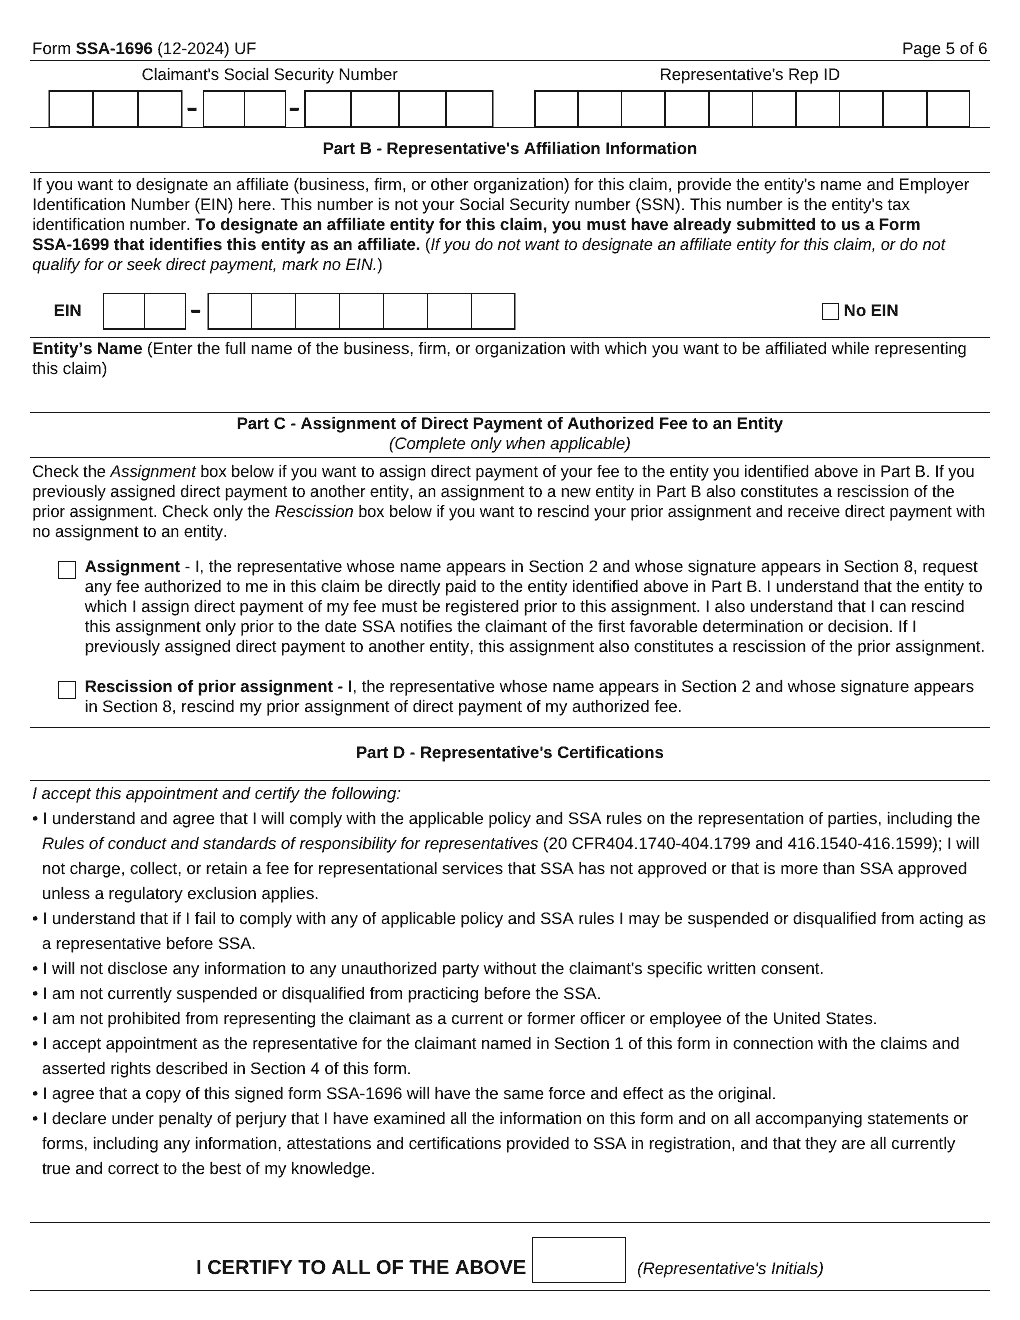 Form SSA-1696 (12-2024) UF
Page 5 of 6
Claimant's Social Security Number
Representative's Rep ID
Part B - Representative's Affiliation Information
If you want to designate an affiliate (business, firm, or other organization) for this claim, provide the entity's name and Employer
Identification Number (EIN) here. This number is not your Social Security number (SSN). This number is the entity's tax
identification number. To designate an affiliate entity for this claim, you must have already submitted to us a Form
SSA-1699 that identifies this entity as an affiliate. (If you do not want to designate an affiliate entity for this claim, or do not
qualify for or seek direct payment, mark no EIN.)
EIN
No EIN
Entity’s Name (Enter the full name of the business, firm, or organization with which you want to be affiliated while representing
this claim)
Part C - Assignment of Direct Payment of Authorized Fee to an Entity
(Complete only when applicable)
Check the Assignment box below if you want to assign direct payment of your fee to the entity you identified above in Part B. If you
previously assigned direct payment to another entity, an assignment to a new entity in Part B also constitutes a rescission of the
prior assignment. Check only the Rescission box below if you want to rescind your prior assignment and receive direct payment with
no assignment to an entity.
Assignment - I, the representative whose name appears in Section 2 and whose signature appears in Section 8, request
any fee authorized to me in this claim be directly paid to the entity identified above in Part B. I understand that the entity to
which I assign direct payment of my fee must be registered prior to this assignment. I also understand that I can rescind
this assignment only prior to the date SSA notifies the claimant of the first favorable determination or decision. If I
previously assigned direct payment to another entity, this assignment also constitutes a rescission of the prior assignment.
Rescission of prior assignment - I, the representative whose name appears in Section 2 and whose signature appears
in Section 8, rescind my prior assignment of direct payment of my authorized fee.
Part D - Representative's Certifications
I accept this appointment and certify the following:
• I understand and agree that I will comply with the applicable policy and SSA rules on the representation of parties, including the
Rules of conduct and standards of responsibility for representatives (20 CFR404.1740-404.1799 and 416.1540-416.1599); I will
not charge, collect, or retain a fee for representational services that SSA has not approved or that is more than SSA approved
unless a regulatory exclusion applies.
• I understand that if I fail to comply with any of applicable policy and SSA rules I may be suspended or disqualified from acting as
a representative before SSA.
• I will not disclose any information to any unauthorized party without the claimant's specific written consent.
• I am not currently suspended or disqualified from practicing before the SSA.
• I am not prohibited from representing the claimant as a current or former officer or employee of the United States.
• I accept appointment as the representative for the claimant named in Section 1 of this form in connection with the claims and
asserted rights described in Section 4 of this form.
• I agree that a copy of this signed form SSA-1696 will have the same force and effect as the original.
• I declare under penalty of perjury that I have examined all the information on this form and on all accompanying statements or
forms, including any information, attestations and certifications provided to SSA in registration, and that they are all currently
true and correct to the best of my knowledge.
I CERTIFY TO ALL OF THE ABOVE
(Representative's Initials)